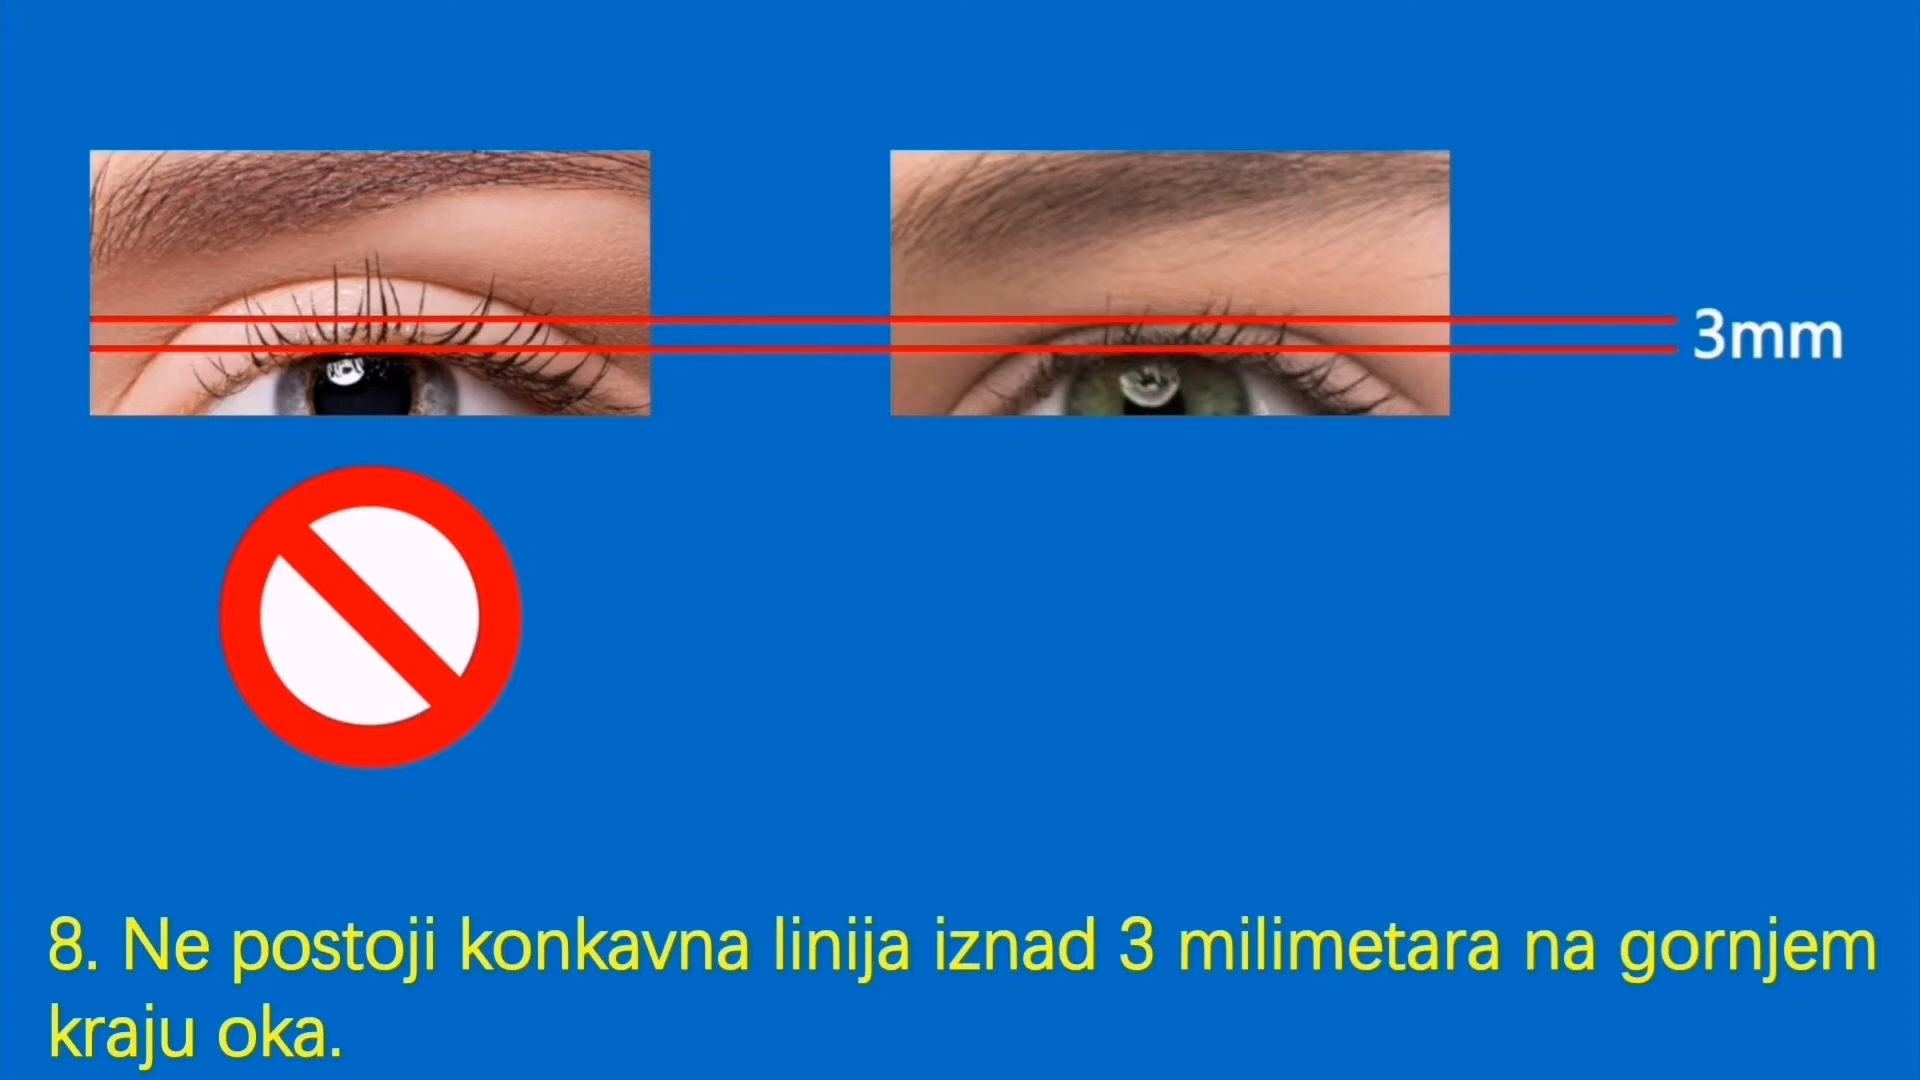 3mm
8. Ne postoji konkavna linija iznad 3 milimetara na gornjem
kraju oka.